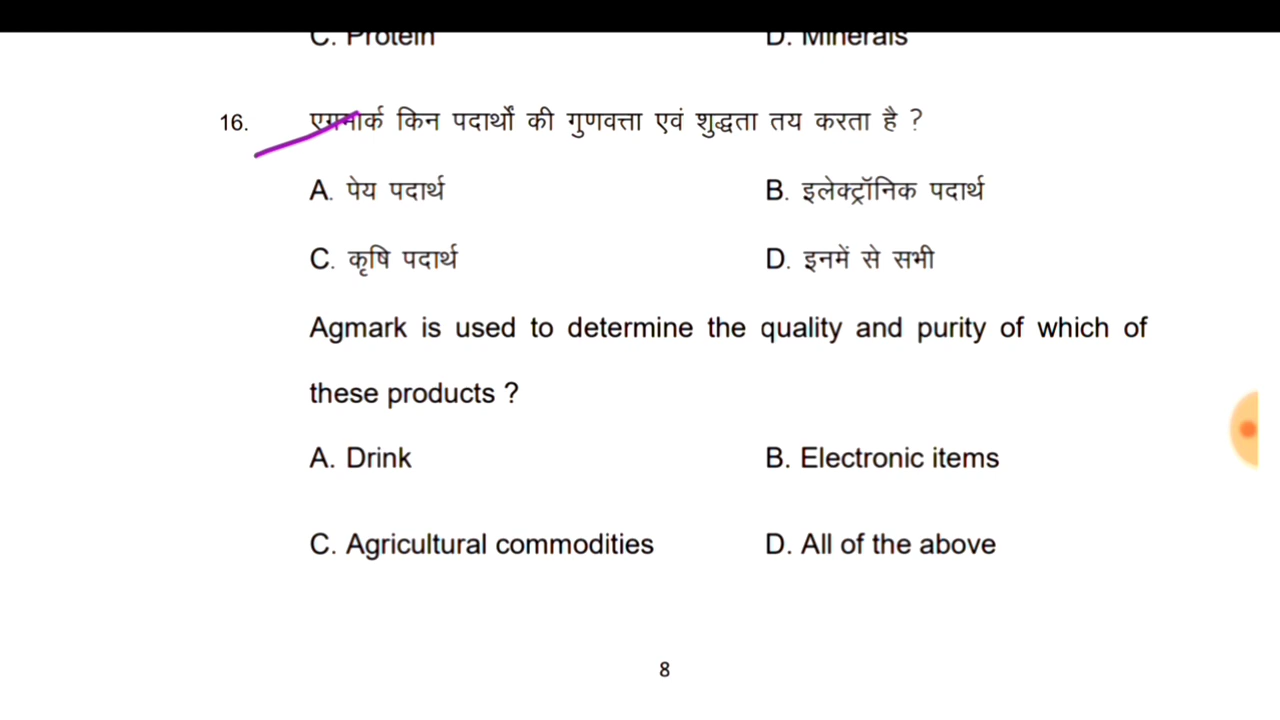 C. Protein D. Minerals
16. एगमार्क किन पदार्थों की गुणवत्ता एवं शुद्धता तय करता है ?
A. पेय पदार्थ B. इलेक्ट्रॉनिक पदार्थ
C. कृषि पदार्थ D. इनमें से सभी
Agmark is used to determine the quality and purity of which of
these products ?
A. Drink B. Electronic items
C. Agricultural commodities D. All of the above
8